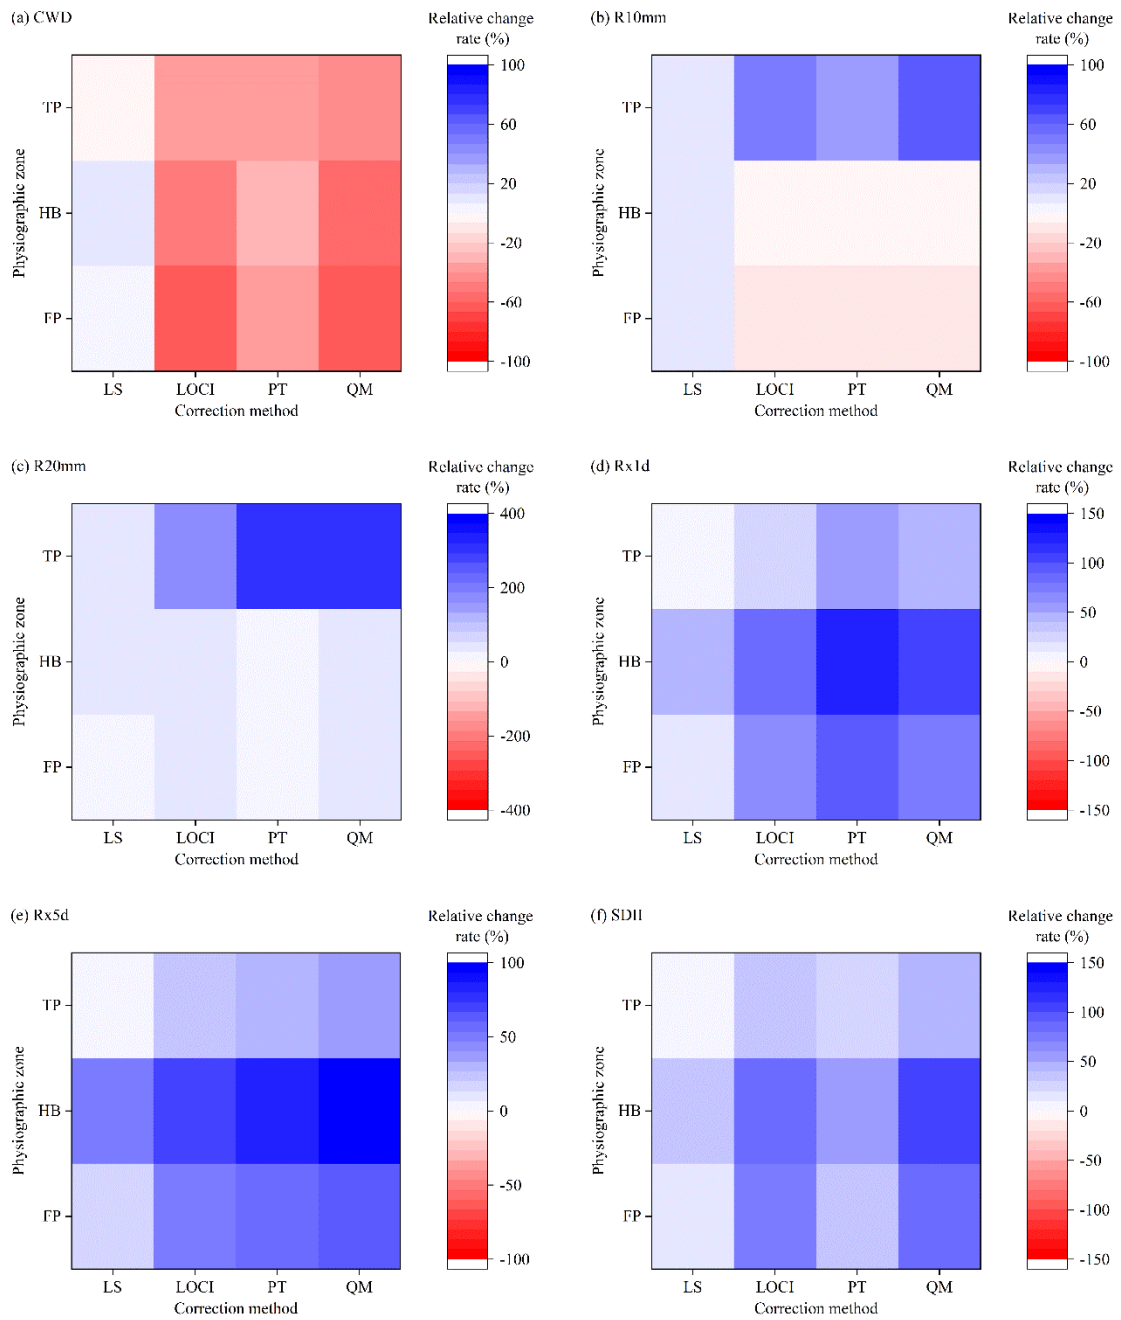 (a) CWD
Relative change
rate (%)
100
60
20
-20
-60
-100
TP
HB
FP
Physiographic zone
LS LOCI PT QM
Correction method
(b) R10mm
Relative change
rate (%)
100
60
20
-20
-60
-100
TP
HB
FP
Physiographic zone
LS LOCI PT QM
Correction method
(c) R20mm
Relative change
rate (%)
400
200
0
-200
-400
TP
HB
FP
Physiographic zone
LS LOCI PT QM
Correction method
(d) Rx1d
Relative change
rate (%)
150
100
50
0
-50
-100
-150
TP
HB
FP
Physiographic zone
LS LOCI PT QM
Correction method
(e) Rx5d
Relative change
rate (%)
100
50
0
-50
-100
TP
HB
FP
Physiographic zone
LS LOCI PT QM
Correction method
(f) SDII
Relative change
rate (%)
150
100
50
0
-50
-100
-150
TP
HB
FP
Physiographic zone
LS LOCI PT QM
Correction method